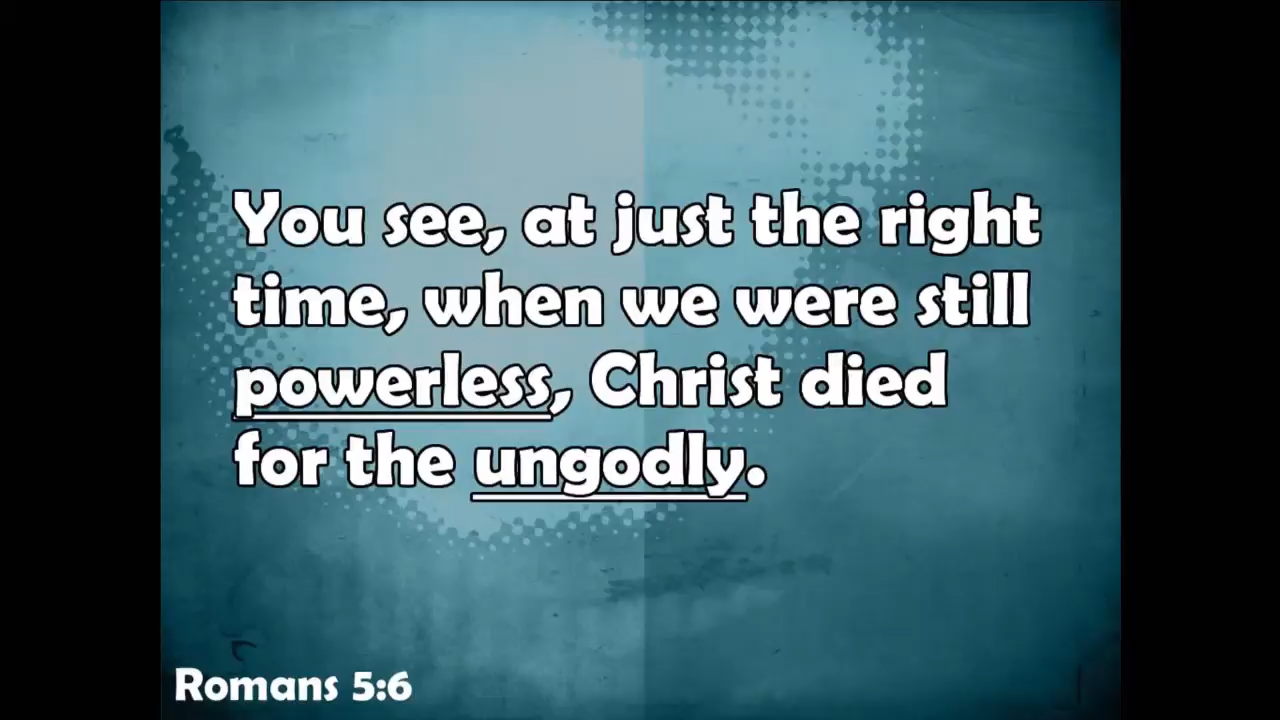 You see, at just the right
time, when we were still
powerless, Christ died
for the ungodly.
Romans 5:6